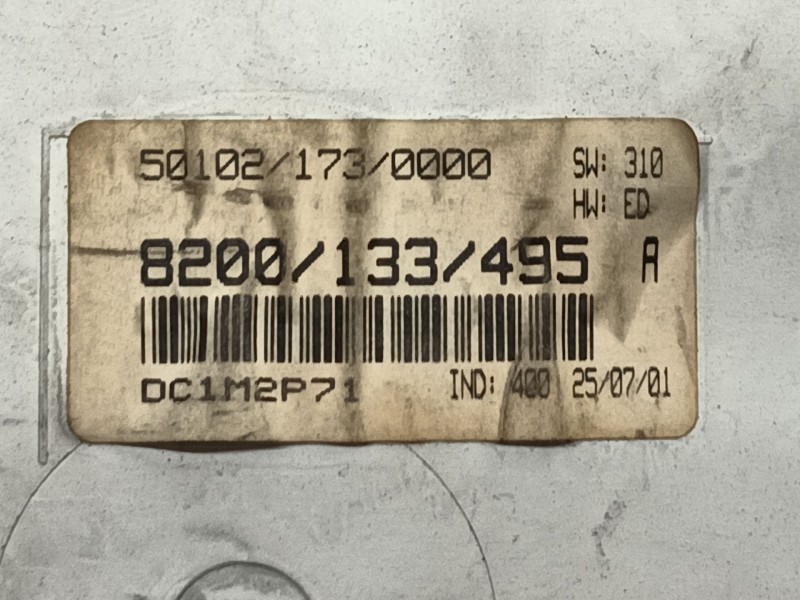 50102/173/0000 SW: 310
HW: ED
8200/133/495 A
DC1M2P71 IND: 400 25/07/01